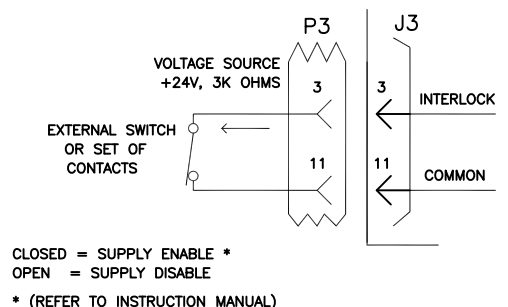 P3
J3
VOLTAGE SOURCE
+24V, 3K OHMS
3
3
INTERLOCK
EXTERNAL SWITCH
OR SET OF
CONTACTS
11
11
COMMON
CLOSED = SUPPLY ENABLE *
OPEN = SUPPLY DISABLE
* (REFER TO INSTRUCTION MANUAL)